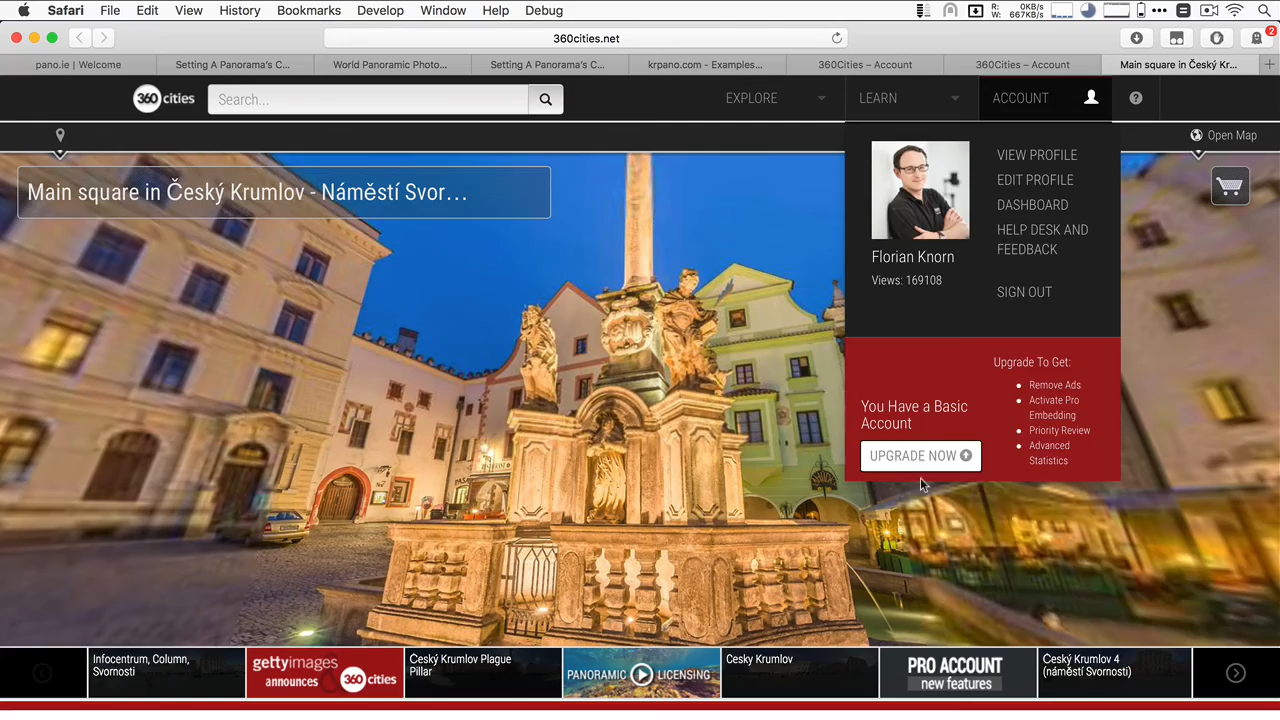 Safari File Edit View History Bookmarks Develop Window Help Debug
R: 0KB/s
W: 667KB/s
360cities.net
2
pano.ie | Welcome
Setting A Panorama's C...
World Panoramic Photo...
Setting A Panorama's C...
krpano.com - Examples...
360Cities – Account
360Cities – Account
Main square in Český Kr...
360 cities
Search...
EXPLORE
LEARN
ACCOUNT
?
Open Map
Main square in Český Krumlov - Náměstí Svor...
VIEW PROFILE
EDIT PROFILE
DASHBOARD
HELP DESK AND
FEEDBACK
SIGN OUT
Florian Knorn
Views: 169108
You Have a Basic
Account
UPGRADE NOW
Upgrade To Get:
Remove Ads
Activate Pro
Embedding
Priority Review
Advanced
Statistics
Infocentrum, Column,
Svornosti
gettyimages
announces & 360 cities
Český Krumlov Plague
Pillar
PANORAMIC LICENSING
Cesky Krumlov
PRO ACCOUNT
new features
Český Krumlov 4
(náměstí Svornosti)